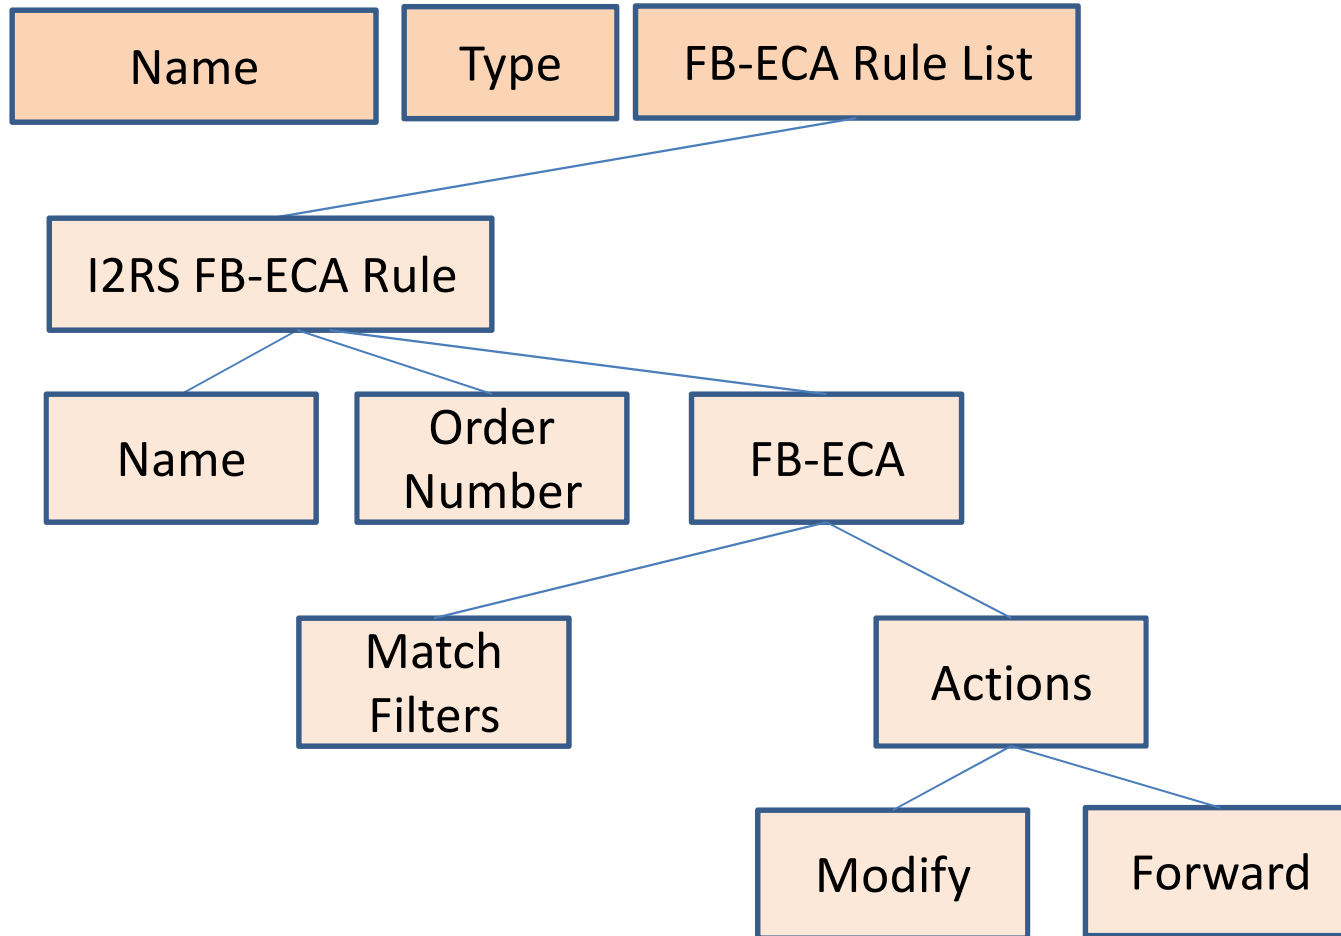 Name
Type
FB-ECA Rule List
I2RS FB-ECA Rule
Name
Order
Number
FB-ECA
Match
Filters
Actions
Modify
Forward